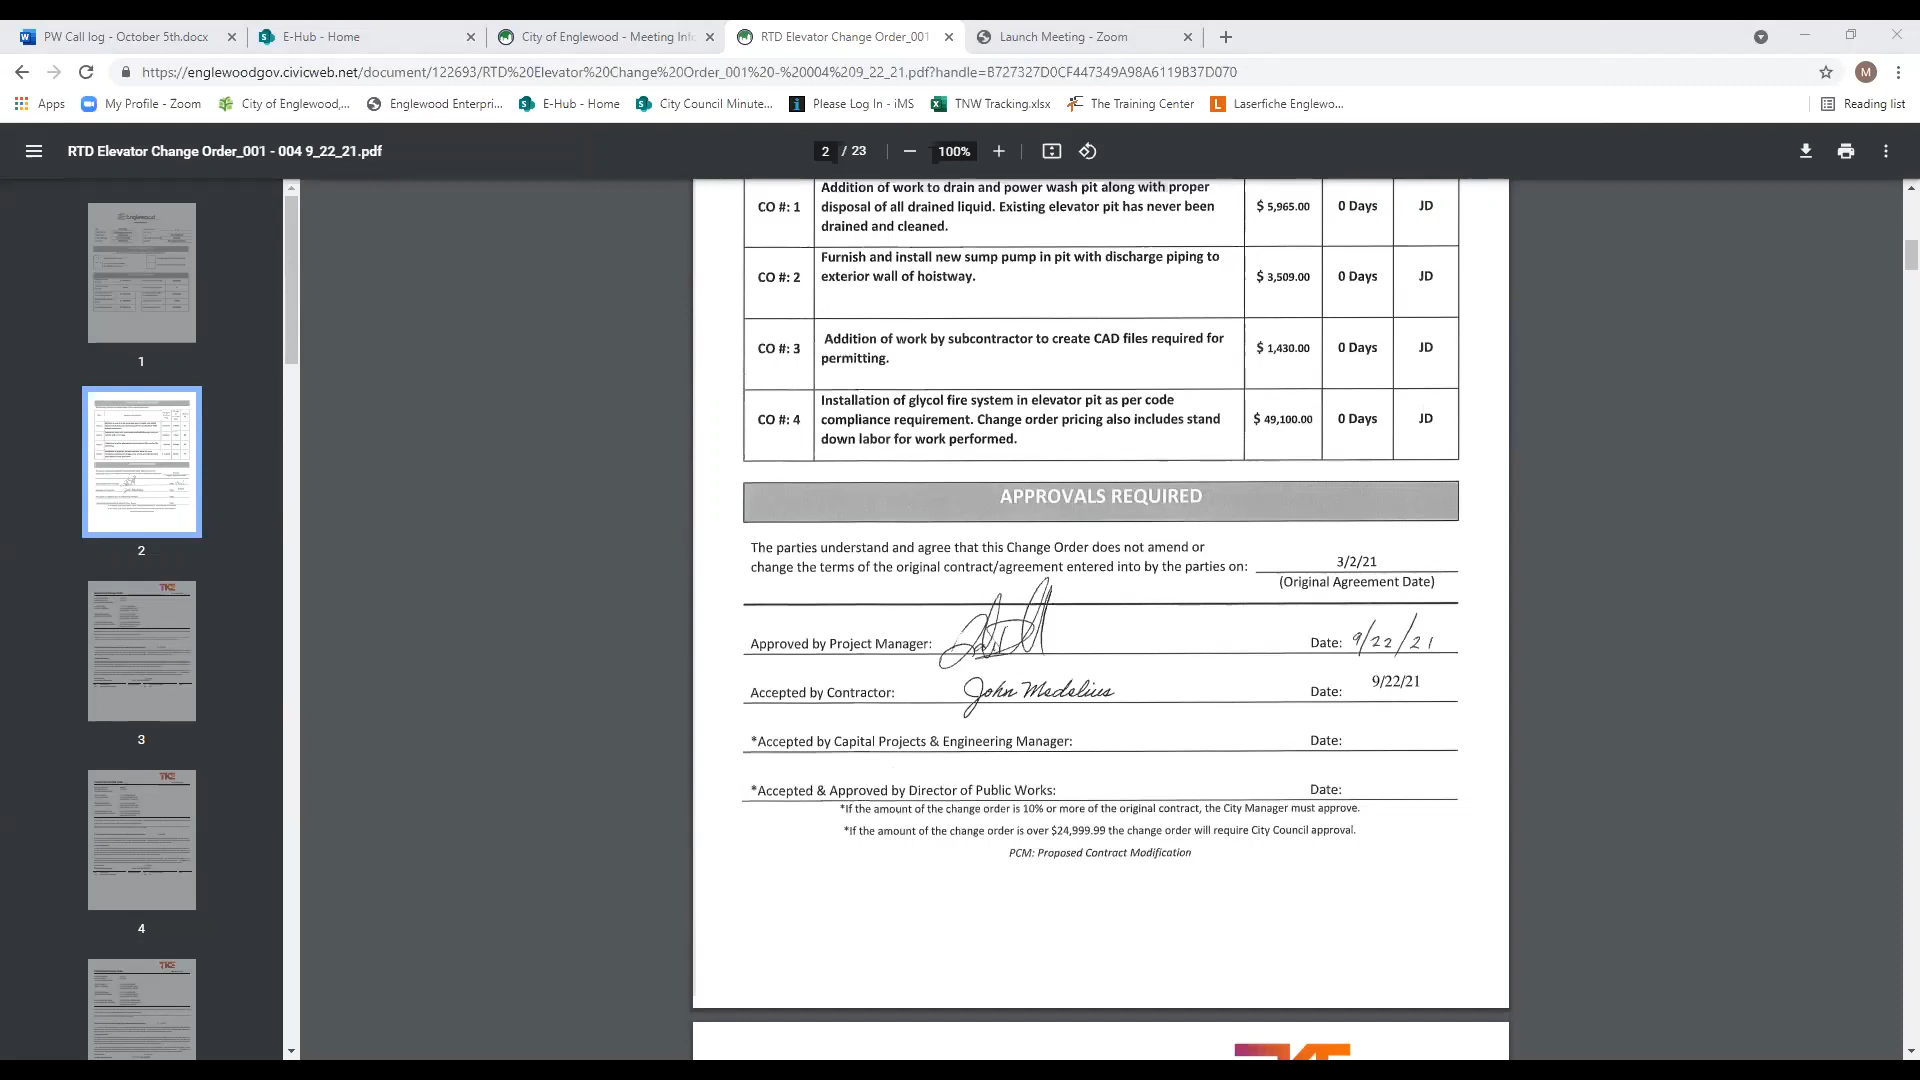 PW Call log - October 5th.docx
E-Hub - Home
City of Englewood - Meeting Inf
RTD Elevator Change Order_001
Launch Meeting - Zoom
https://englewoodgov.civicweb.net/document/122693/RTD%20Elevator%20Change%20Order_001%20-%20004%209_22_21.pdf?handle=B727327D0CF447349A98A6119B37D070
M
Apps
My Profile - Zoom
City of Englewood,...
Englewood Enterpri...
E-Hub - Home
City Council Minute...
Please Log In - iMS
TNW Tracking.xlsx
The Training Center
Laserfiche Englewo...
Reading list
RTD Elevator Change Order_001 - 004 9_22_21.pdf
2 / 23
100%
1
2
3
4
CO #: 1
Addition of work to drain and power wash pit along with proper
disposal of all drained liquid. Existing elevator pit has never been
drained and cleaned.
$ 5,965.00
0 Days
JD
CO #: 2
Furnish and install new sump pump in pit with discharge piping to
exterior wall of hoistway.
$ 3,509.00
0 Days
JD
CO #: 3
Addition of work by subcontractor to create CAD files required for
permitting.
$ 1,430.00
0 Days
JD
CO #: 4
Installation of glycol fire system in elevator pit as per code
compliance requirement. Change order pricing also includes stand
down labor for work performed.
$ 49,100.00
0 Days
JD
APPROVALS REQUIRED
The parties understand and agree that this Change Order does not amend or
change the terms of the original contract/agreement entered into by the parties on:
3/2/21
(Original Agreement Date)
Approved by Project Manager:
Date: 9/22/21
Accepted by Contractor: John Medelius
Date: 9/22/21
*Accepted by Capital Projects & Engineering Manager:
Date:
*Accepted & Approved by Director of Public Works:
Date:
*If the amount of the change order is 10% or more of the original contract, the City Manager must approve.
*If the amount of the change order is over $24,999.99 the change order will require City Council approval.
PCM: Proposed Contract Modification